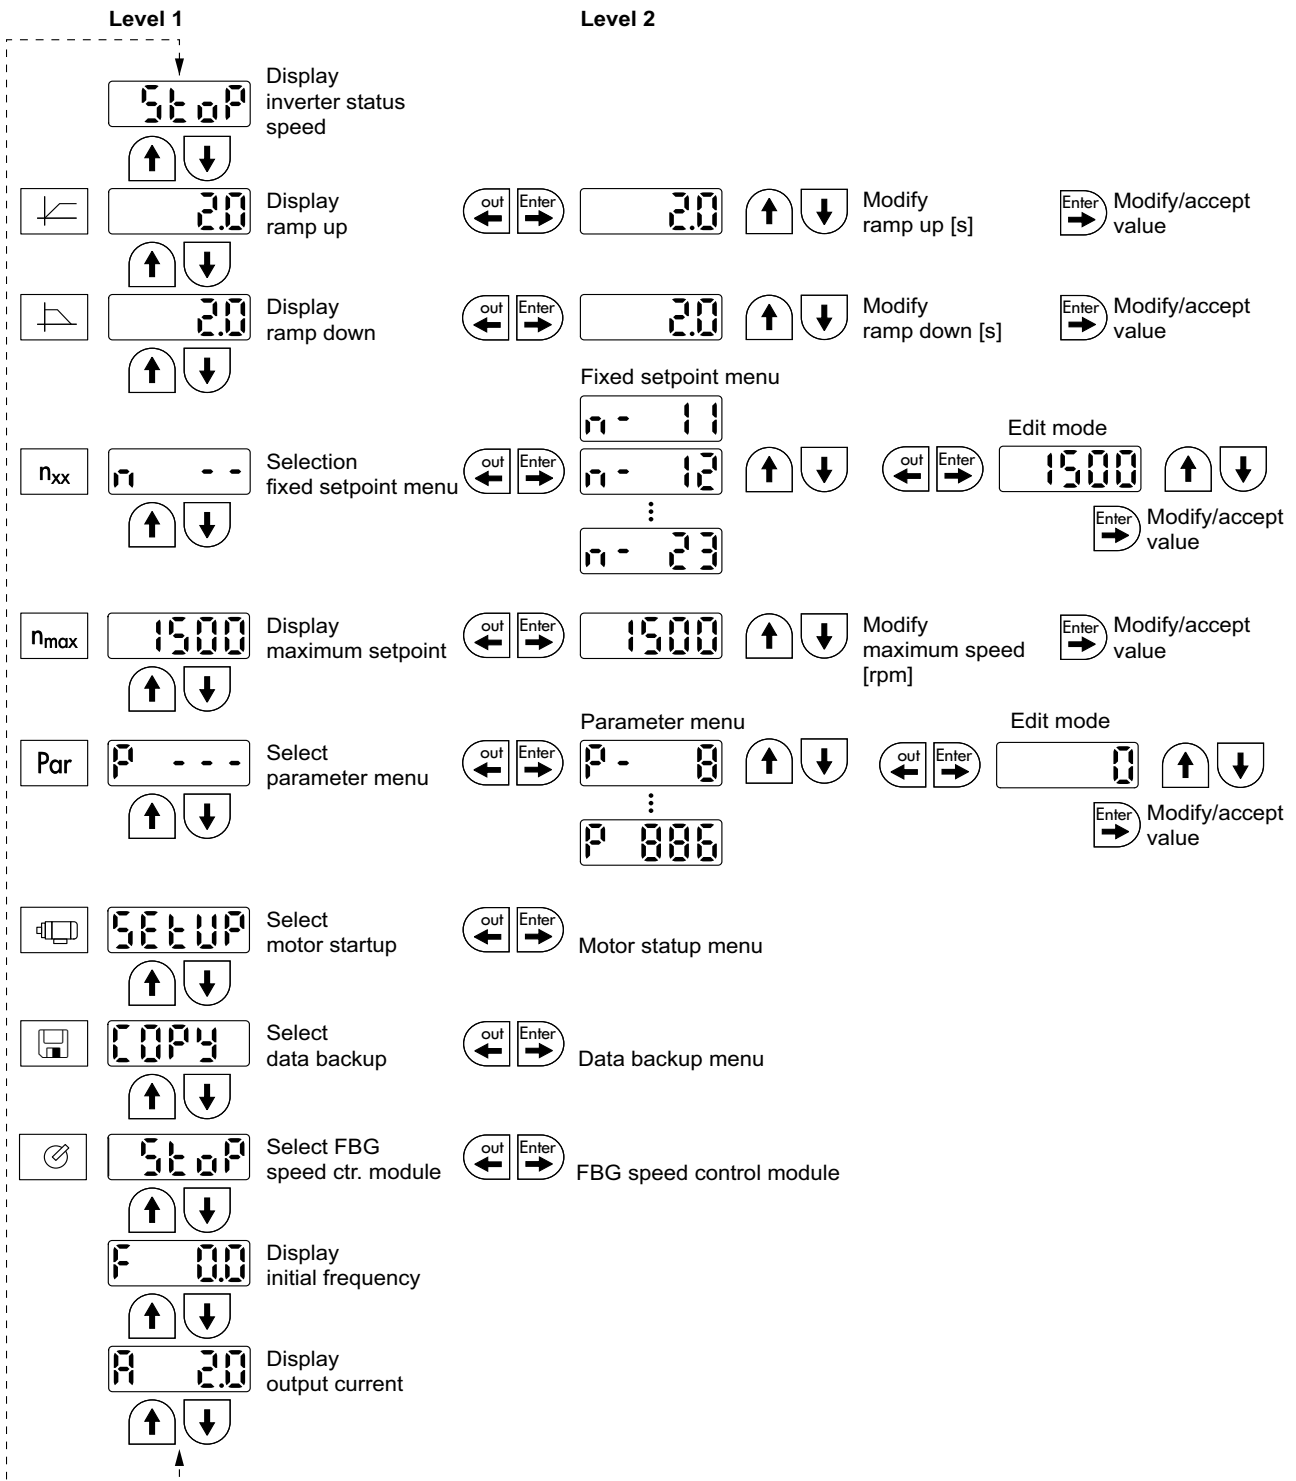 Level 1 Level 2
StoP
Display
inverter status
speed
2.0
Display
ramp up
out Enter
2.0
Modify
ramp up [s]
Enter
Modify/accept
value
2.0
Display
ramp down
out Enter
2.0
Modify
ramp down [s]
Enter
Modify/accept
value
Fixed setpoint menu
n- 11
nxx
n --
Selection
fixed setpoint menu
out Enter
n- 12
n- 23
Edit mode
out Enter
1500
Enter
Modify/accept
value
nmax
1500
Display
maximum setpoint
out Enter
1500
Modify
maximum speed
[rpm]
Enter
Modify/accept
value
Par
P ---
Select
parameter menu
out Enter
Parameter menu
P- 8
P 886
Edit mode
out Enter
0
Enter
Modify/accept
value
SEtUP
Select
motor startup
out Enter
Motor statup menu
COPY
Select
data backup
out Enter
Data backup menu
StoP
Select FBG
speed ctr. module
out Enter
FBG speed control module
F 0.0
Display
initial frequency
A 2.0
Display
output current